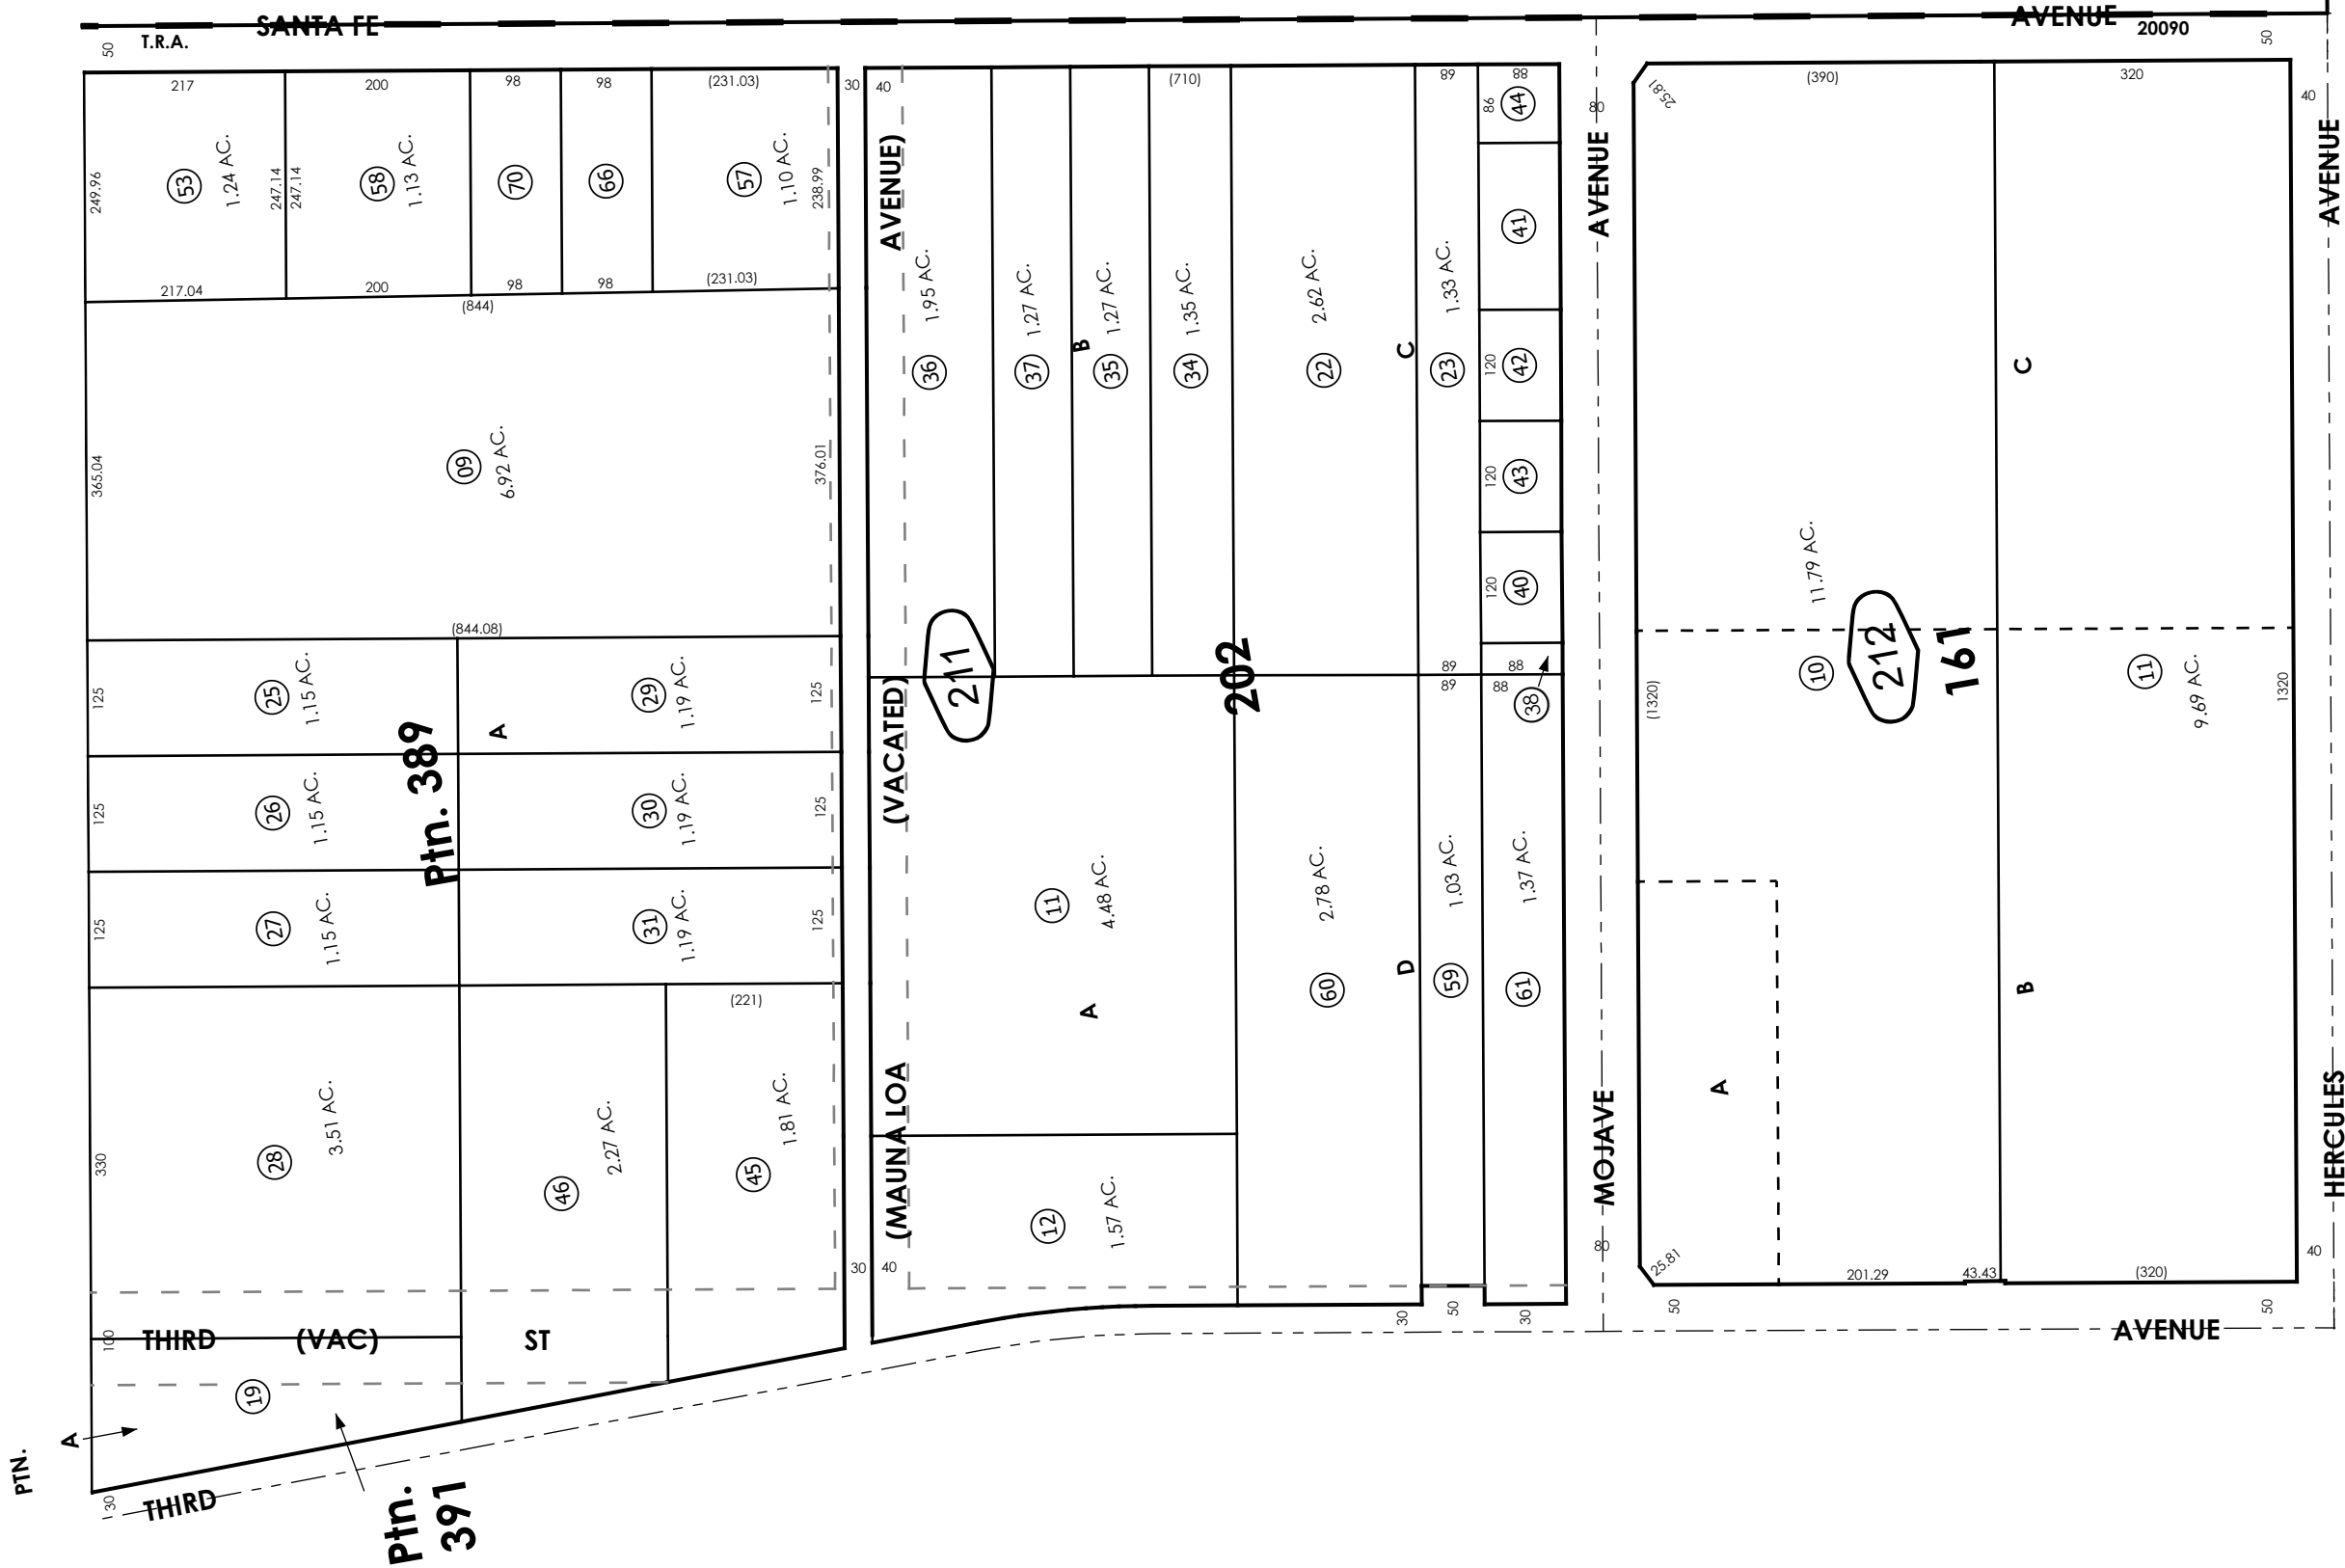 SANTA FE
AVENUE
T.R.A.
20090
50
50
217
200
98
98
(231.03)
30
40
(710)
89
88
80
25.81
(390)
320
40
53
1.24 AC.
249.96
247.14
247.14
58
1.13 AC.
70
66
57
1.10 AC.
238.99
217.04
200
98
98
(231.03)
(844)
365.04
09
6.92 AC.
376.01
(844.08)
125
25
1.15 AC.
29
1.19 AC.
125
A
Ptn. 389
125
26
1.15 AC.
30
1.19 AC.
125
125
27
1.15 AC.
31
1.19 AC.
125
330
28
3.51 AC.
46
2.27 AC.
(221)
45
1.81 AC.
100
THIRD (VAC) ST
19
PTN.
A
30
THIRD
Ptn.
391
AVENUE)
(VACATED)
(MAUNA LOA
30
40
36
1.95 AC.
37
1.27 AC.
B
35
1.27 AC.
34
1.35 AC.
22
2.62 AC.
C
23
1.33 AC.
86
44
41
120
42
120
43
120
40
89
88
89
88
38
211
202
11
4.48 AC.
A
12
1.57 AC.
60
2.78 AC.
D
59
1.03 AC.
61
1.37 AC.
30
50
30
AVENUE
MOJAVE
80
(1320)
10
11.79 AC.
212
161
C
11
9.69 AC.
1320
A
B
25.81
201.29
43.43
(320)
50
50
40
AVENUE
HERCULES
AVENUE